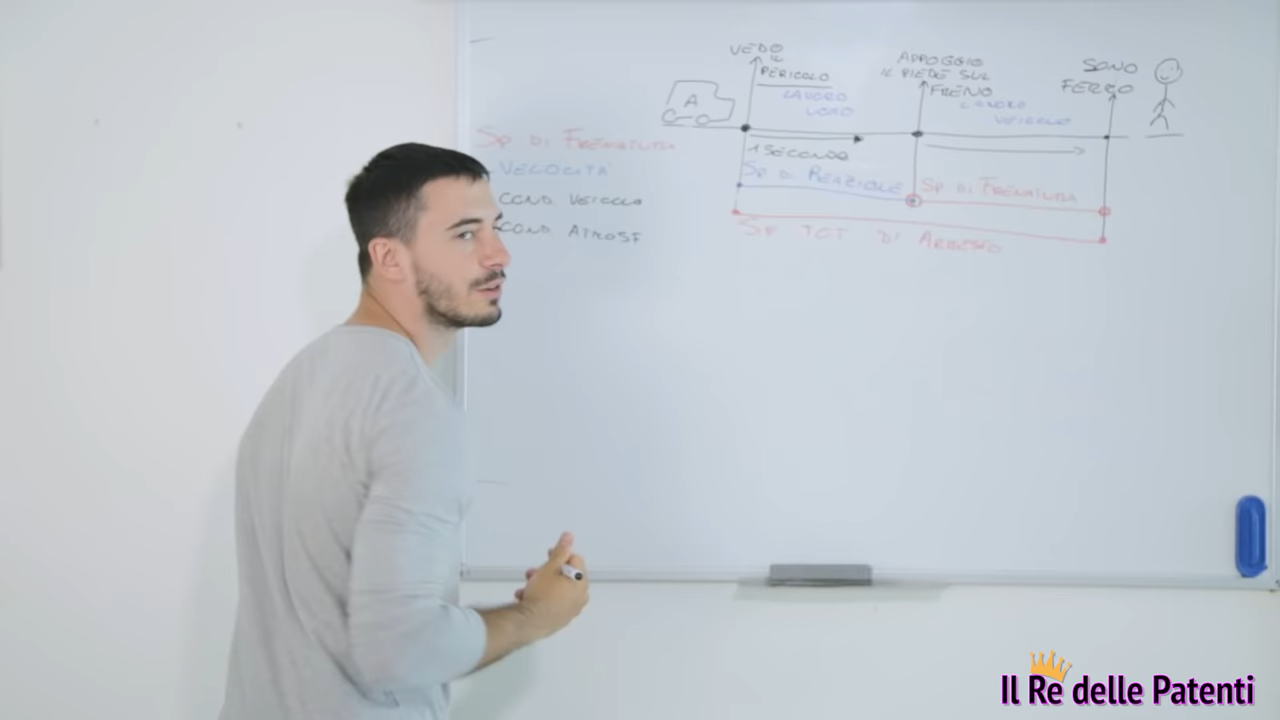 VEDO
IL
PERICOLO
LAVORO
UOMO
A
APPOGGIO
IL PIEDE SUL
FRENO
LAVORO
VEICOLO
SONO
FERMO
1 SECONDO
SP DI REAZIONE
SP DI FRENATURA
SP TOT DI ARRESTO
SP DI FRENATURA
VELOCITÀ
COND. VEICOLO
COND. ATMOSF
Il Re delle Patenti